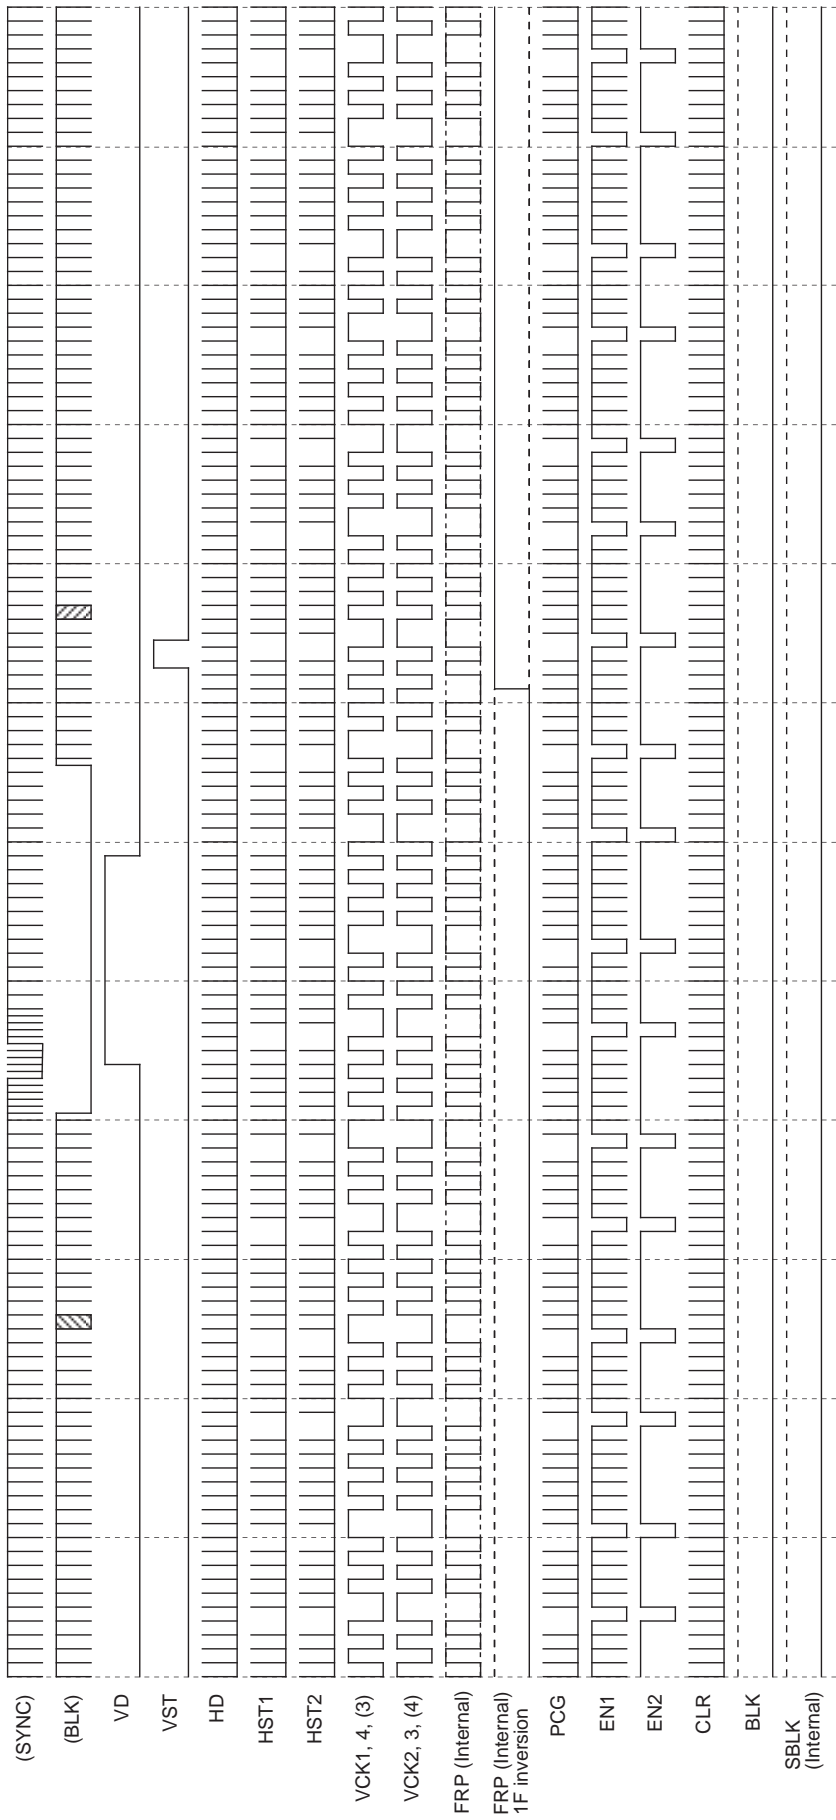 (SYNC)
(BLK)
VD
VST
HD
HST1
HST2
VCK1, 4, (3)
VCK2, 3, (4)
FRP (Internal)
FRP (Internal)
1F inversion
PCG
EN1
EN2
CLR
BLK
SBLK
(Internal)